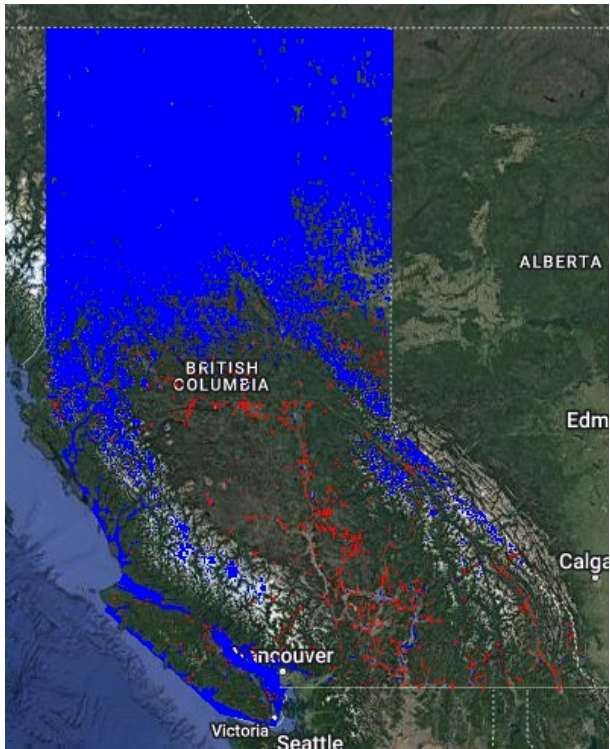 ALBERTA
BRITISH
COLUMBIA
Edm
Calga
Vancouver
Victoria
Seattle